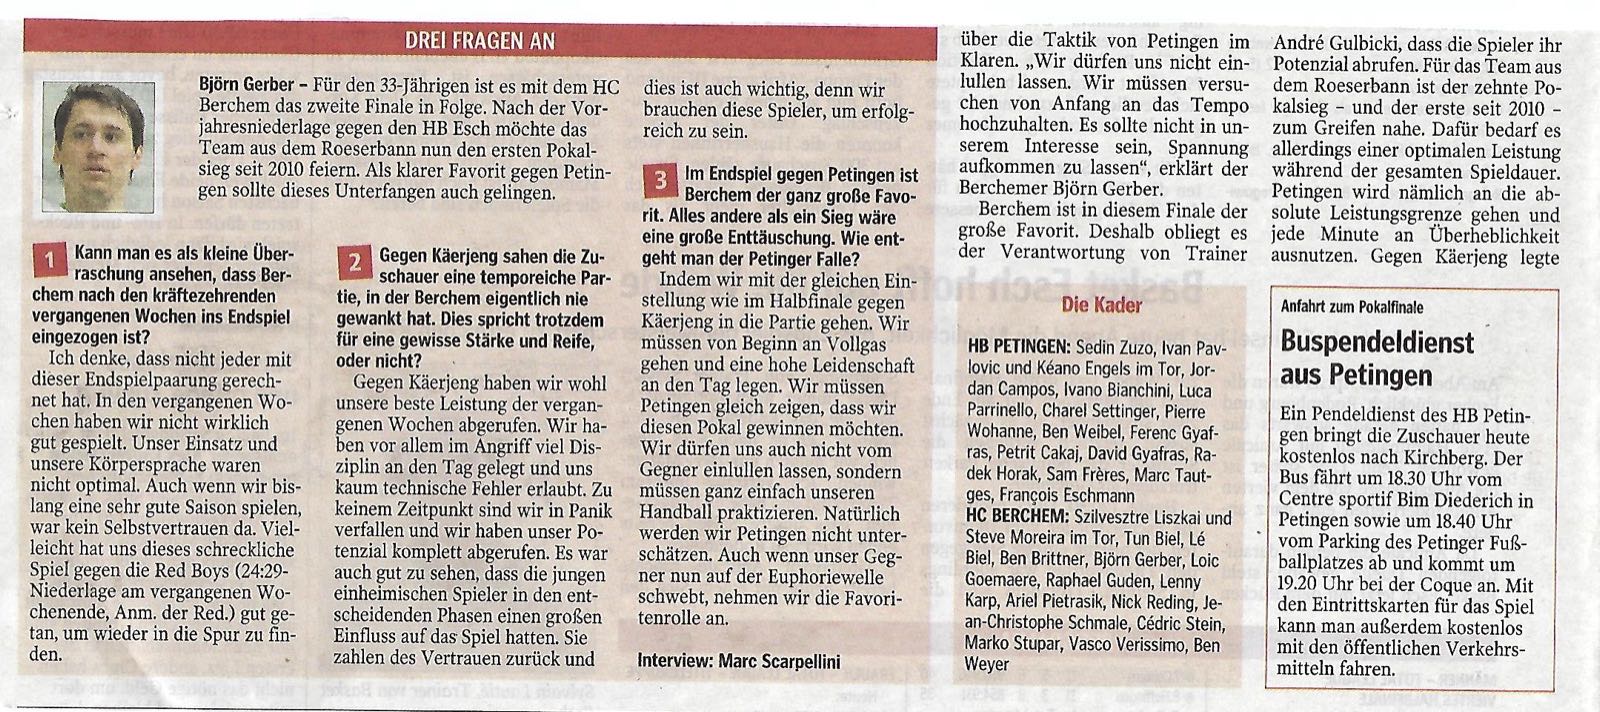 DREI FRAGEN AN
Björn Gerber – Für den 33-Jährigen ist es mit dem HC
Berchem das zweite Finale in Folge. Nach der Vor-
jahresniederlage gegen den HB Esch möchte das
Team aus dem Roeserbann nun den ersten Pokal-
sieg seit 2010 feiern. Als klarer Favorit gegen Petin-
gen sollte dieses Unterfangen auch gelingen.
1 Kann man es als kleine Über-
raschung ansehen, dass Ber-
chem nach den kräftezehrenden
vergangenen Wochen ins Endspiel
eingezogen ist?
Ich denke, dass nicht jeder mit
dieser Endspielpaarung gerech-
net hat. In den vergangenen Wo-
chen haben wir nicht wirklich
gut gespielt. Unser Einsatz und
unsere Körpersprache waren
nicht optimal. Auch wenn wir bis-
lang eine sehr gute Saison spielen,
war kein Selbstvertrauen da. Viel-
leicht hat uns dieses schreckliche
Spiel gegen die Red Boys (24:29-
Niederlage am vergangenen Wo-
chenende, Anm. der Red.) gut ge-
tan, um wieder in die Spur zu fin-
den.
2 Gegen Käerjeng sahen die Zu-
schauer eine temporeiche Par-
tie, in der Berchem eigentlich nie
gewankt hat. Dies spricht trotzdem
für eine gewisse Stärke und Reife,
oder nicht?
Gegen Käerjeng haben wir wohl
unsere beste Leistung der vergan-
genen Wochen abgerufen. Wir ha-
ben vor allem im Angriff viel Dis-
ziplin an den Tag gelegt und uns
kaum technische Fehler erlaubt. Zu
keinem Zeitpunkt sind wir in Panik
verfallen und wir haben unser Po-
tenzial komplett abgerufen. Es war
auch gut zu sehen, dass die jungen
einheimischen Spieler in den ent-
scheidenden Phasen einen großen
Einfluss auf das Spiel hatten. Sie
zahlen des Vertrauen zurück und
dies ist auch wichtig, denn wir
brauchen diese Spieler, um erfolg-
reich zu sein.
3 Im Endspiel gegen Petingen ist
Berchem der ganz große Favo-
rit. Alles andere als ein Sieg wäre
eine große Enttäuschung. Wie ent-
geht man der Petinger Falle?
Indem wir mit der gleichen Ein-
stellung wie im Halbfinale gegen
Käerjeng in die Partie gehen. Wir
müssen von Beginn an Vollgas
gehen und eine hohe Leidenschaft
an den Tag legen. Wir müssen
Petingen gleich zeigen, dass wir
diesen Pokal gewinnen möchten.
Wir dürfen uns auch nicht vom
Gegner einlullen lassen, sondern
müssen ganz einfach unseren
Handball praktizieren. Natürlich
werden wir Petingen nicht unter-
schätzen. Auch wenn unser Geg-
ner nun auf der Euphoriewelle
schwebt, nehmen wir die Favori-
tenrolle an.
Interview: Marc Scarpellini
über die Taktik von Petingen im
Klaren. „Wir dürfen uns nicht ein-
lullen lassen. Wir müssen versu-
chen von Anfang an das Tempo
hochzuhalten. Es sollte nicht in un-
serem Interesse sein, Spannung
aufkommen zu lassen“, erklärt der
Berchemer Björn Gerber.
Berchem ist in diesem Finale der
große Favorit. Deshalb obliegt es
der Verantwortung von Trainer
André Gulbicki, dass die Spieler ihr
Potenzial abrufen. Für das Team aus
dem Roeserbann ist der zehnte Po-
kalsieg – und der erste seit 2010 –
zum Greifen nahe. Dafür bedarf es
allerdings einer optimalen Leistung
während der gesamten Spieldauer.
Petingen wird nämlich an die ab-
solute Leistungsgrenze gehen und
jede Minute an Überheblichkeit
ausnutzen. Gegen Käerjeng legte
Die Kader
HB PETINGEN: Sedin Zuzo, Ivan Pav-
lovic und Kéano Engels im Tor, Jor-
dan Campos, Ivano Bianchini, Luca
Parrinello, Charel Settinger, Pierre
Wohanne, Ben Weibel, Ferenc Gyaf-
ras, Petrit Cakaj, David Gyafras, Ra-
dek Horak, Sam Frères, Marc Taut-
ges, François Eschmann
HC BERCHEM: Szilvesztre Liszkai und
Steve Moreira im Tor, Tun Biel, Lé
Biel, Ben Brittner, Björn Gerber, Loic
Goemaere, Raphael Guden, Lenny
Karp, Ariel Pietrasik, Nick Reding, Je-
an-Christophe Schmale, Cédric Stein,
Marko Stupar, Vasco Verissimo, Ben
Weyer
Anfahrt zum Pokalfinale
Buspendeldienst
aus Petingen
Ein Pendeldienst des HB Petin-
gen bringt die Zuschauer heute
kostenlos nach Kirchberg. Der
Bus fährt um 18.30 Uhr vom
Centre sportif Bim Diederich in
Petingen sowie um 18.40 Uhr
vom Parking des Petinger Fuß-
ballplatzes ab und kommt um
19.20 Uhr bei der Coque an. Mit
den Eintrittskarten für das Spiel
kann man außerdem kostenlos
mit den öffentlichen Verkehrs-
mitteln fahren.